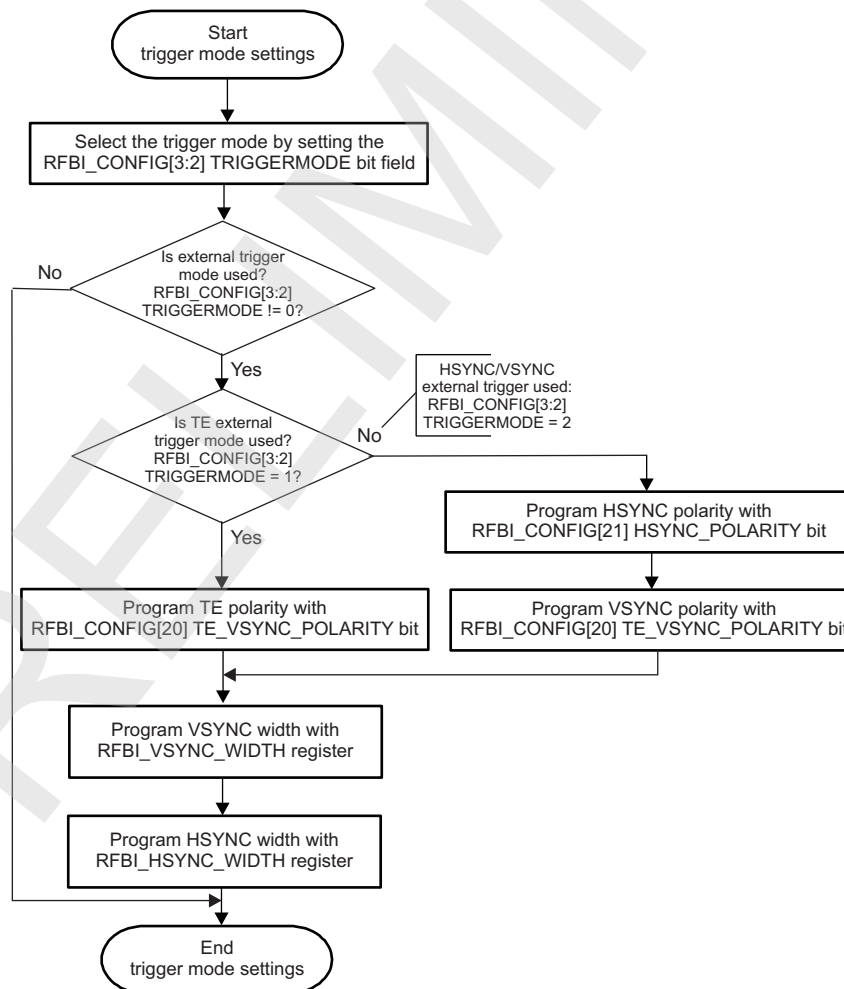 Start
trigger mode settings
Select the trigger mode by setting the
RFBI_CONFIG[3:2] TRIGGERMODE bit field
Is external trigger
mode used?
RFBI_CONFIG[3:2]
TRIGGERMODE != 0?
No
Yes
HSYNC/VSYNC
external trigger used:
RFBI_CONFIG[3:2]
TRIGGERMODE = 2
Is TE external
trigger mode used?
RFBI_CONFIG[3:2]
TRIGGERMODE = 1?
No
Yes
Program HSYNC polarity with
RFBI_CONFIG[21] HSYNC_POLARITY bit
Program TE polarity with
RFBI_CONFIG[20] TE_VSYNC_POLARITY bit
Program VSYNC polarity with
RFBI_CONFIG[20] TE_VSYNC_POLARITY bit
Program VSYNC width with
RFBI_VSYNC_WIDTH register
Program HSYNC width with
RFBI_HSYNC_WIDTH register
End
trigger mode settings
RELIMI